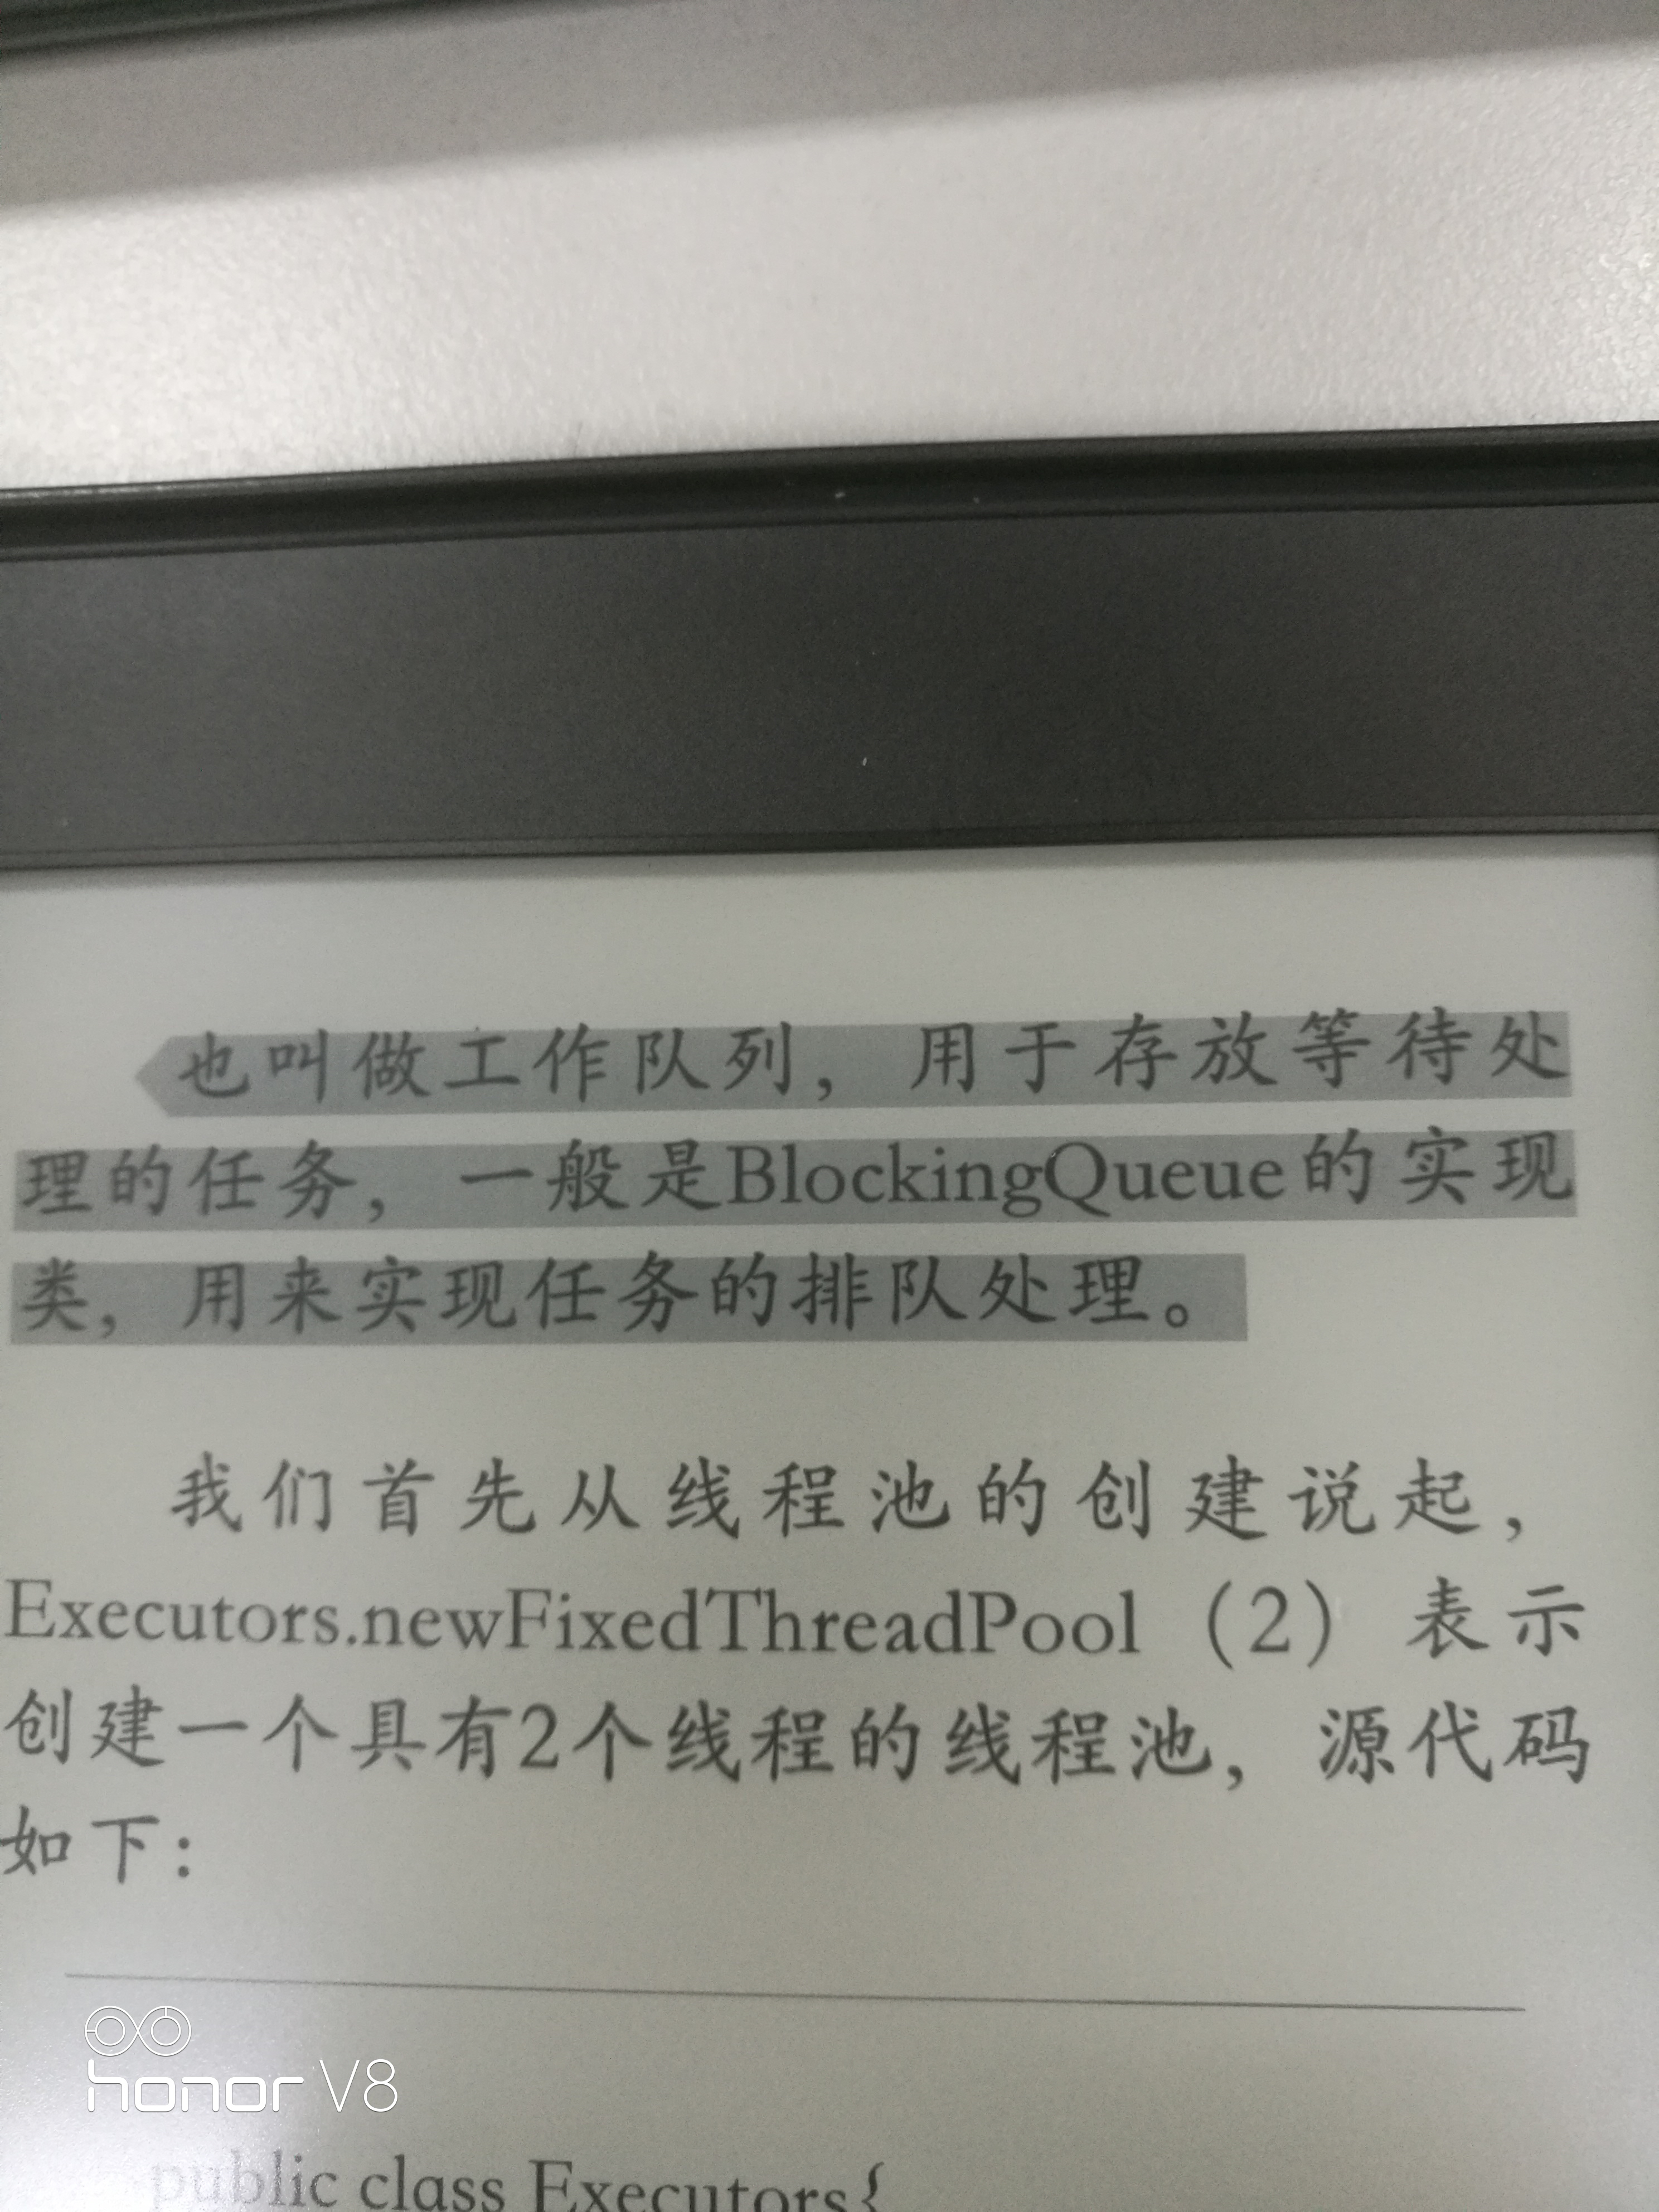 也叫做工作队列，用于存放等待处
理的任务，一般是BlockingQueue的实现
类，用来实现任务的排队处理。
我们首先从线程池的创建说起，
Executors.newFixedThreadPool（2）表示
创建一个具有2个线程的线程池，源代码
如下：
honor V8
public class Executors{